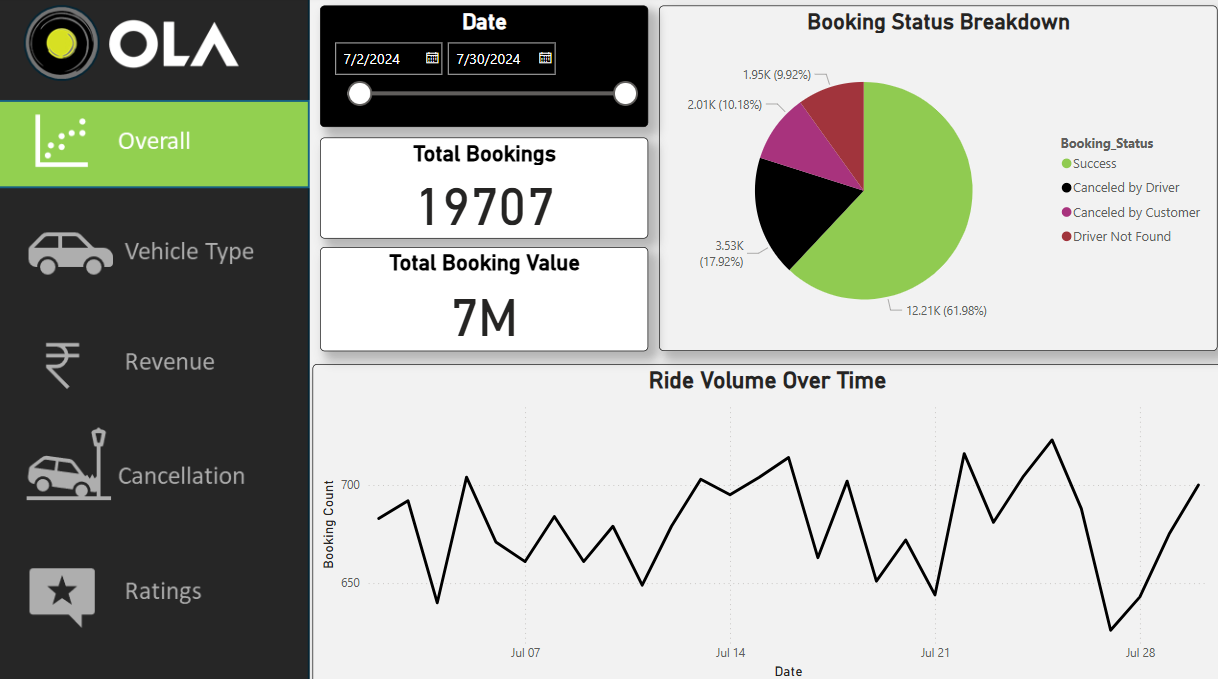 OLA
Overall
Vehicle Type
Revenue
Cancellation
Ratings
Date
7/2/2024
7/30/2024
Total Bookings
19707
Total Booking Value
7M
Booking Status Breakdown
1.95K (9.92%)
2.01K (10.18%)
3.53K
(17.92%)
12.21K (61.98%)
Booking_Status
Success
Canceled by Driver
Canceled by Customer
Driver Not Found
Ride Volume Over Time
Booking Count
700
650
Jul 07
Jul 14
Jul 21
Jul 28
Date